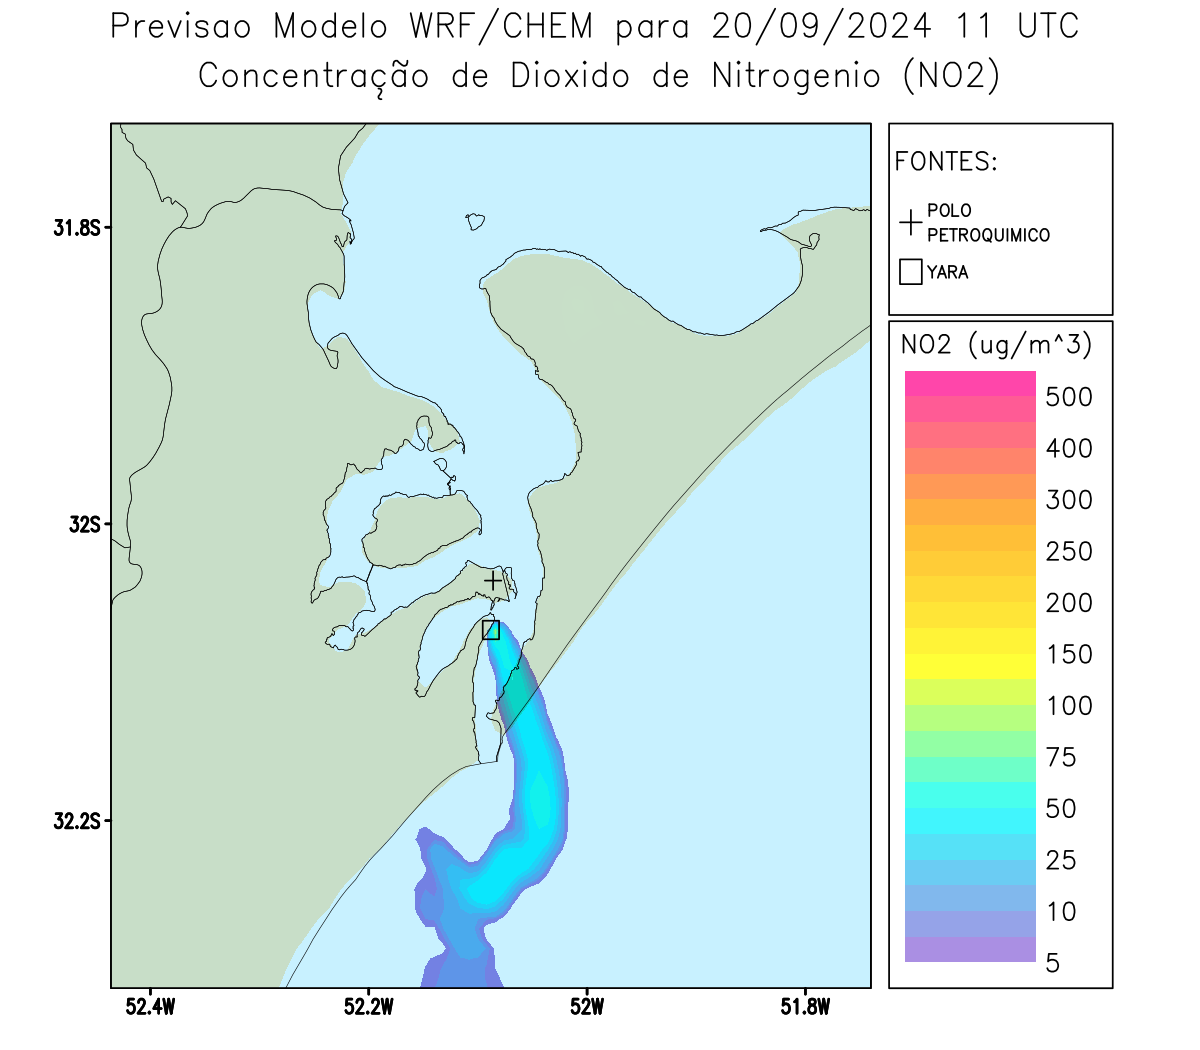 Previsao Modelo WRF/CHEM para 20/09/2024 11 UTC
Concentração de Dioxido de Nitrogenio (NO2)
FONTES:
POLO
PETROQUIMICO
YARA
NO2 (ug/m^3)
500
400
300
250
200
150
100
75
50
25
10
5
31.8S
32S
32.2S
52.4W
52.2W
52W
51.8W